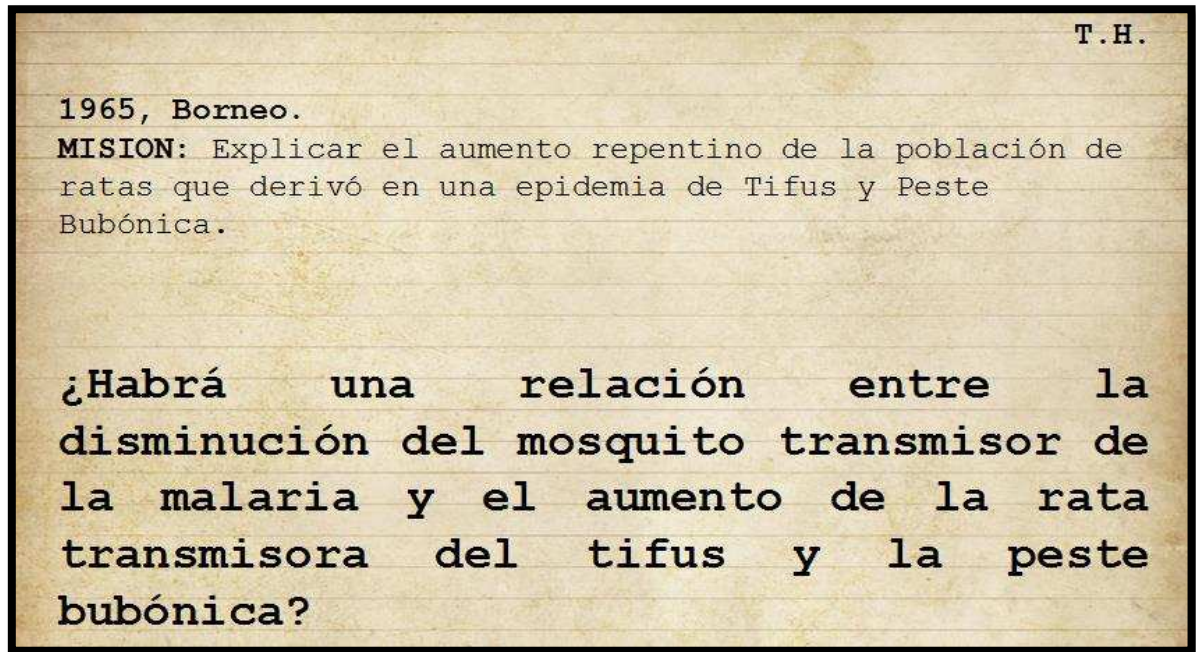 T.H.
1965, Borneo.
MISION: Explicar el aumento repentino de la población de
ratas que derivó en una epidemia de Tifus y Peste
Bubónica.
¿Habrá una relación entre la
disminución del mosquito transmisor de
la malaria y el aumento de la rata
transmisora del tifus y la peste
bubónica?